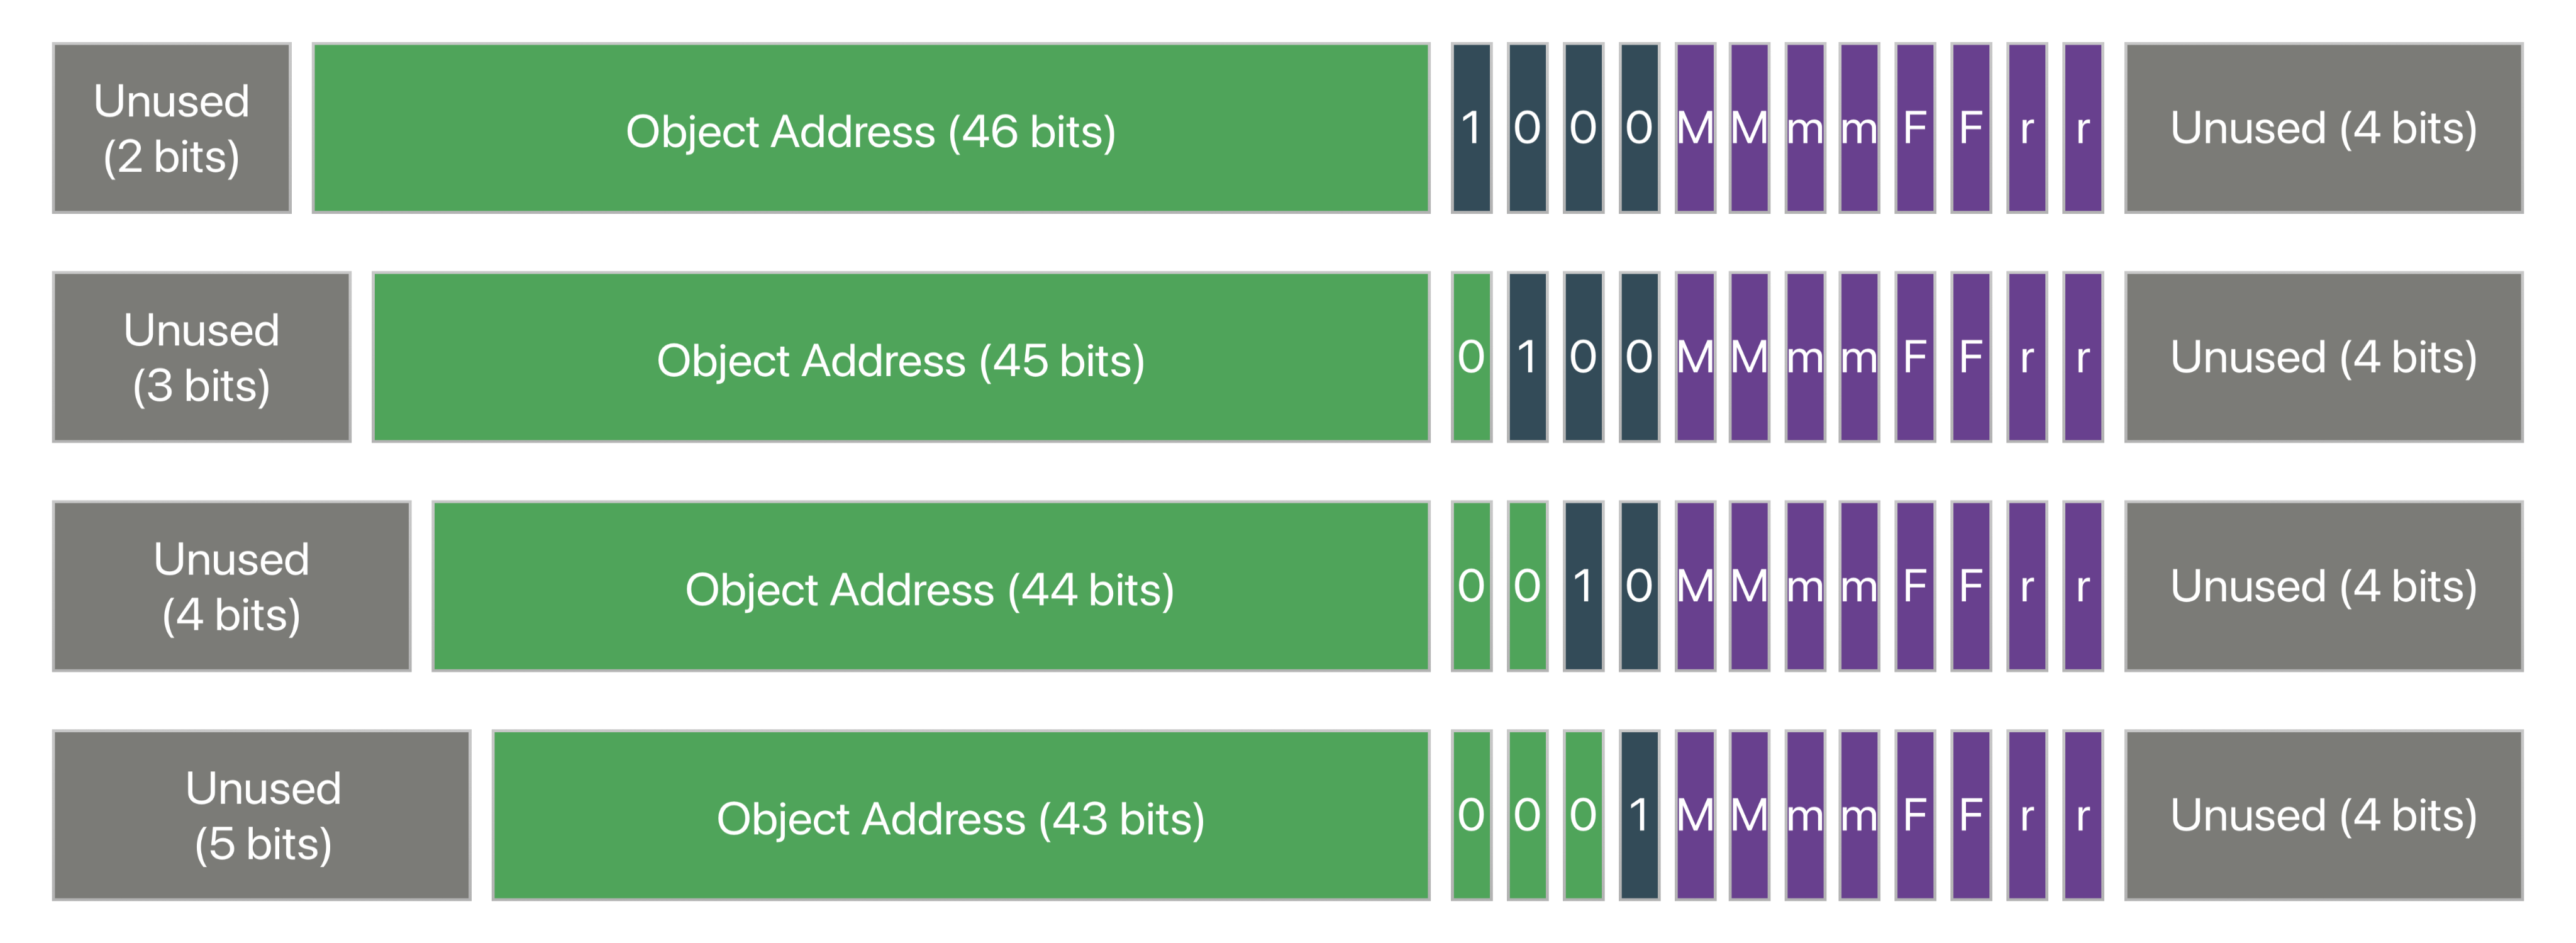 Unused
(2 bits)
Object Address (46 bits)
1 0 0 0 M M m m F F r r
Unused (4 bits)
Unused
(3 bits)
Object Address (45 bits)
0 1 0 0 M M m m F F r r
Unused (4 bits)
Unused
(4 bits)
Object Address (44 bits)
0 0 1 0 M M m m F F r r
Unused (4 bits)
Unused
(5 bits)
Object Address (43 bits)
0 0 0 1 M M m m F F r r
Unused (4 bits)